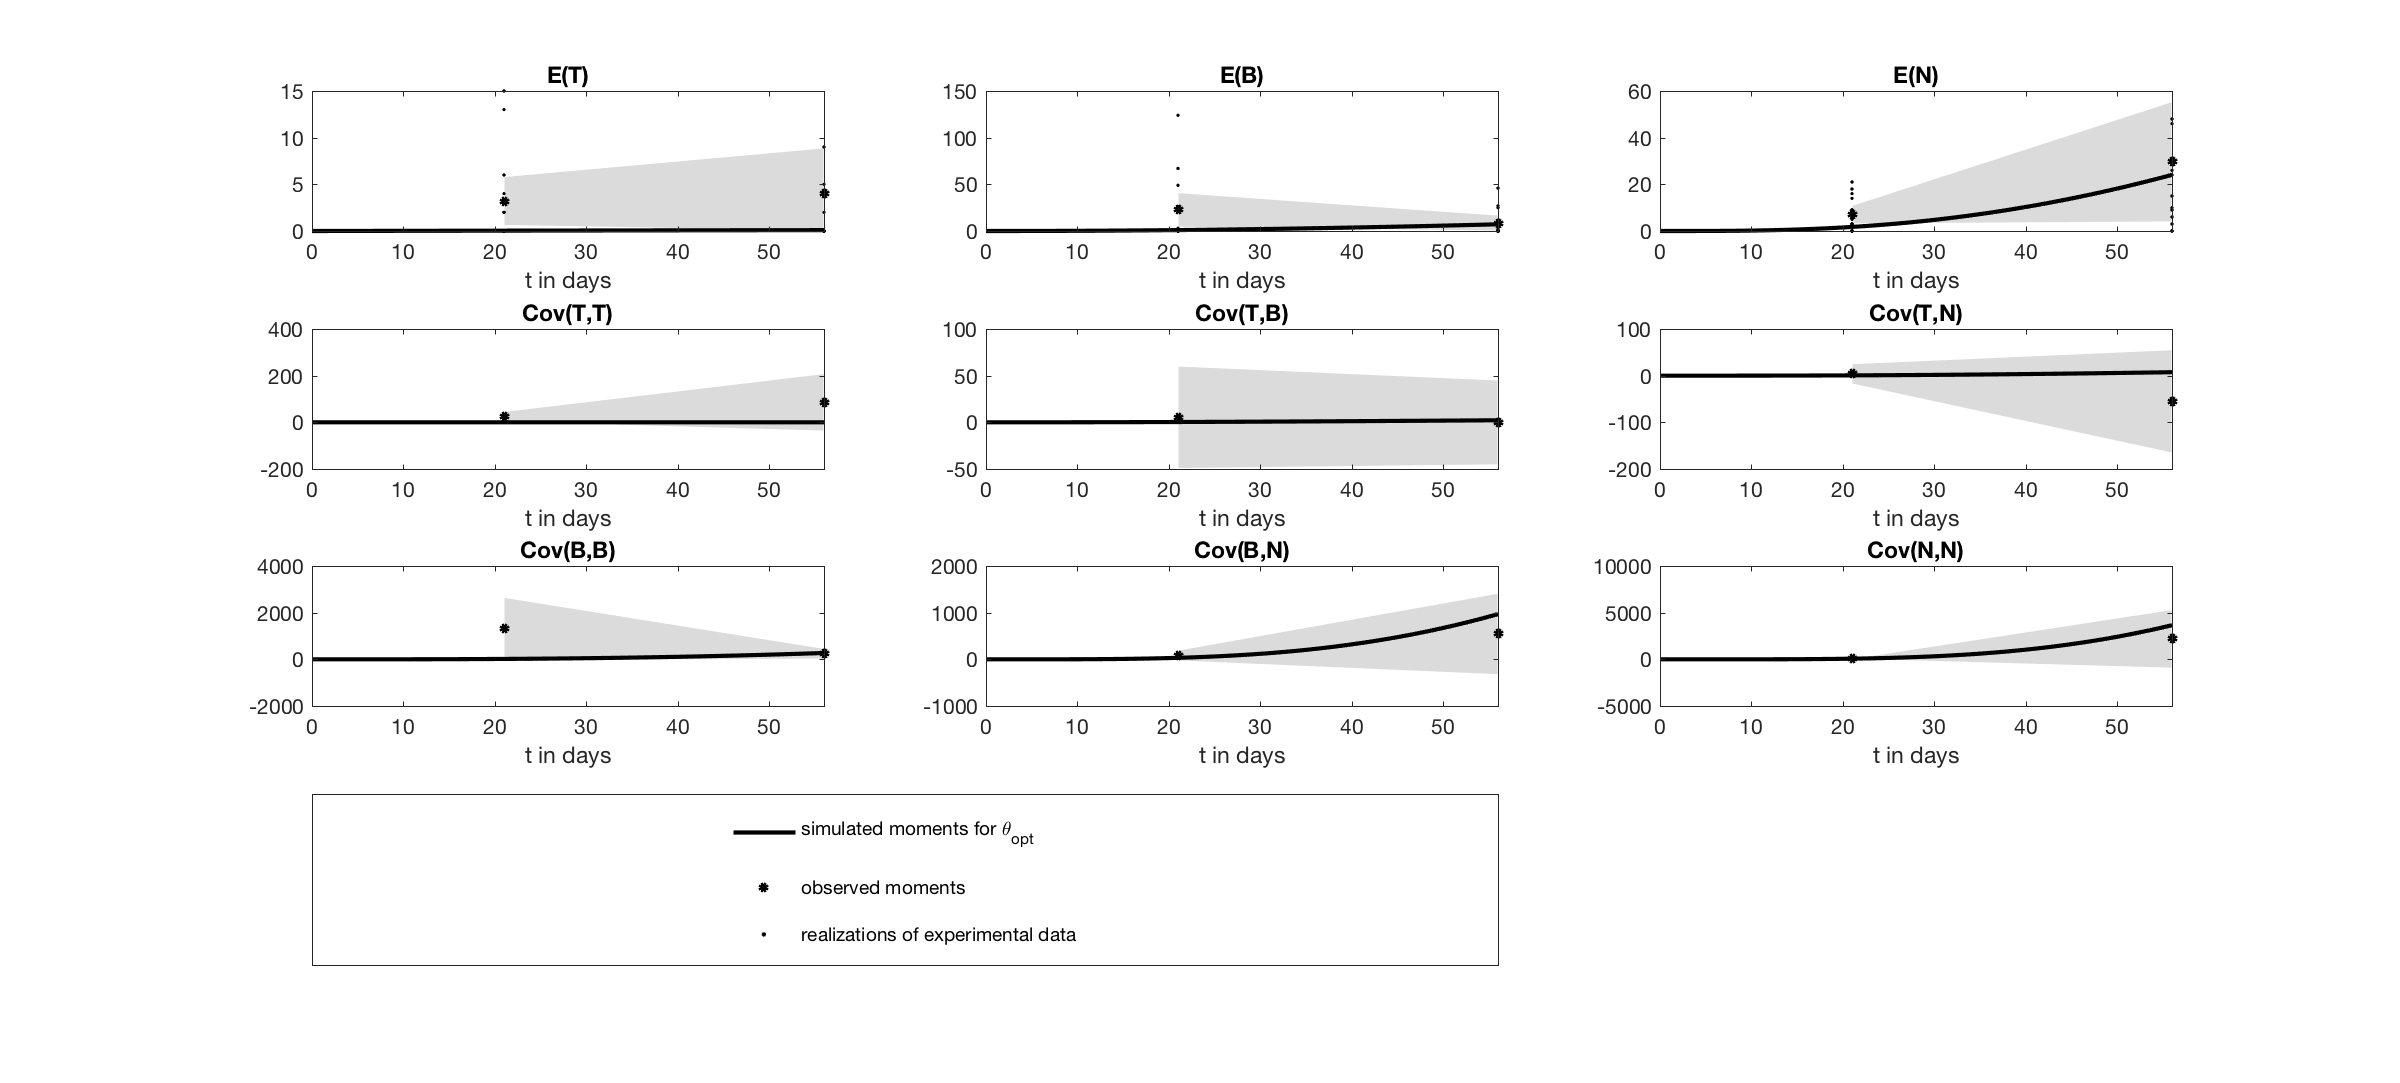 E(T) E(B) E(N)
15 150 60
10 100 40
5 50 20
0 0 0
0 10 20 30 40 50 0 10 20 30 40 50 0 10 20 30 40 50
t in days t in days t in days
Cov(T,T) Cov(T,B) Cov(T,N)
400 100 100
200 50 0
0 0 -100
-200 -50 -200
0 10 20 30 40 50 0 10 20 30 40 50 0 10 20 30 40 50
t in days t in days t in days
Cov(B,B) Cov(B,N) Cov(N,N)
4000 2000 10000
2000 1000 5000
0 0 0
-2000 -1000 -5000
0 10 20 30 40 50 0 10 20 30 40 50 0 10 20 30 40 50
t in days t in days t in days
simulated moments for θopt
observed moments
realizations of experimental data